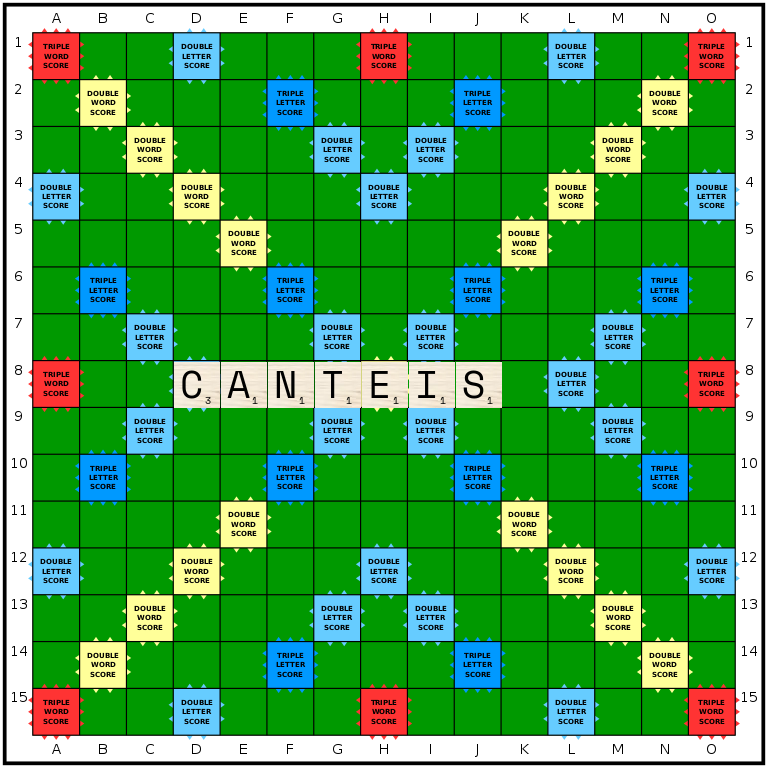 A B C D E F G H I J K L M N O
1 TRIPLE WORD SCORE DOUBLE LETTER SCORE TRIPLE WORD SCORE DOUBLE LETTER SCORE TRIPLE WORD SCORE 1
2 DOUBLE WORD SCORE TRIPLE LETTER SCORE TRIPLE LETTER SCORE DOUBLE WORD SCORE 2
3 DOUBLE WORD SCORE DOUBLE LETTER SCORE DOUBLE LETTER SCORE DOUBLE WORD SCORE 3
4 DOUBLE LETTER SCORE DOUBLE WORD SCORE DOUBLE LETTER SCORE DOUBLE WORD SCORE DOUBLE LETTER SCORE 4
5 DOUBLE WORD SCORE DOUBLE WORD SCORE 5
6 TRIPLE LETTER SCORE TRIPLE LETTER SCORE TRIPLE LETTER SCORE TRIPLE LETTER SCORE 6
7 DOUBLE LETTER SCORE DOUBLE LETTER SCORE DOUBLE LETTER SCORE DOUBLE LETTER SCORE 7
8 TRIPLE WORD SCORE C3 A1 N1 T1 E1 I1 S1 DOUBLE LETTER SCORE TRIPLE WORD SCORE 8
9 DOUBLE LETTER SCORE DOUBLE LETTER SCORE DOUBLE LETTER SCORE DOUBLE LETTER SCORE 9
10 TRIPLE LETTER SCORE TRIPLE LETTER SCORE TRIPLE LETTER SCORE TRIPLE LETTER SCORE 10
11 DOUBLE WORD SCORE DOUBLE WORD SCORE 11
12 DOUBLE LETTER SCORE DOUBLE WORD SCORE DOUBLE LETTER SCORE DOUBLE WORD SCORE DOUBLE LETTER SCORE 12
13 DOUBLE WORD SCORE DOUBLE LETTER SCORE DOUBLE LETTER SCORE DOUBLE WORD SCORE 13
14 DOUBLE WORD SCORE TRIPLE LETTER SCORE TRIPLE LETTER SCORE DOUBLE WORD SCORE 14
15 TRIPLE WORD SCORE DOUBLE LETTER SCORE TRIPLE WORD SCORE DOUBLE LETTER SCORE TRIPLE WORD SCORE 15
A B C D E F G H I J K L M N O